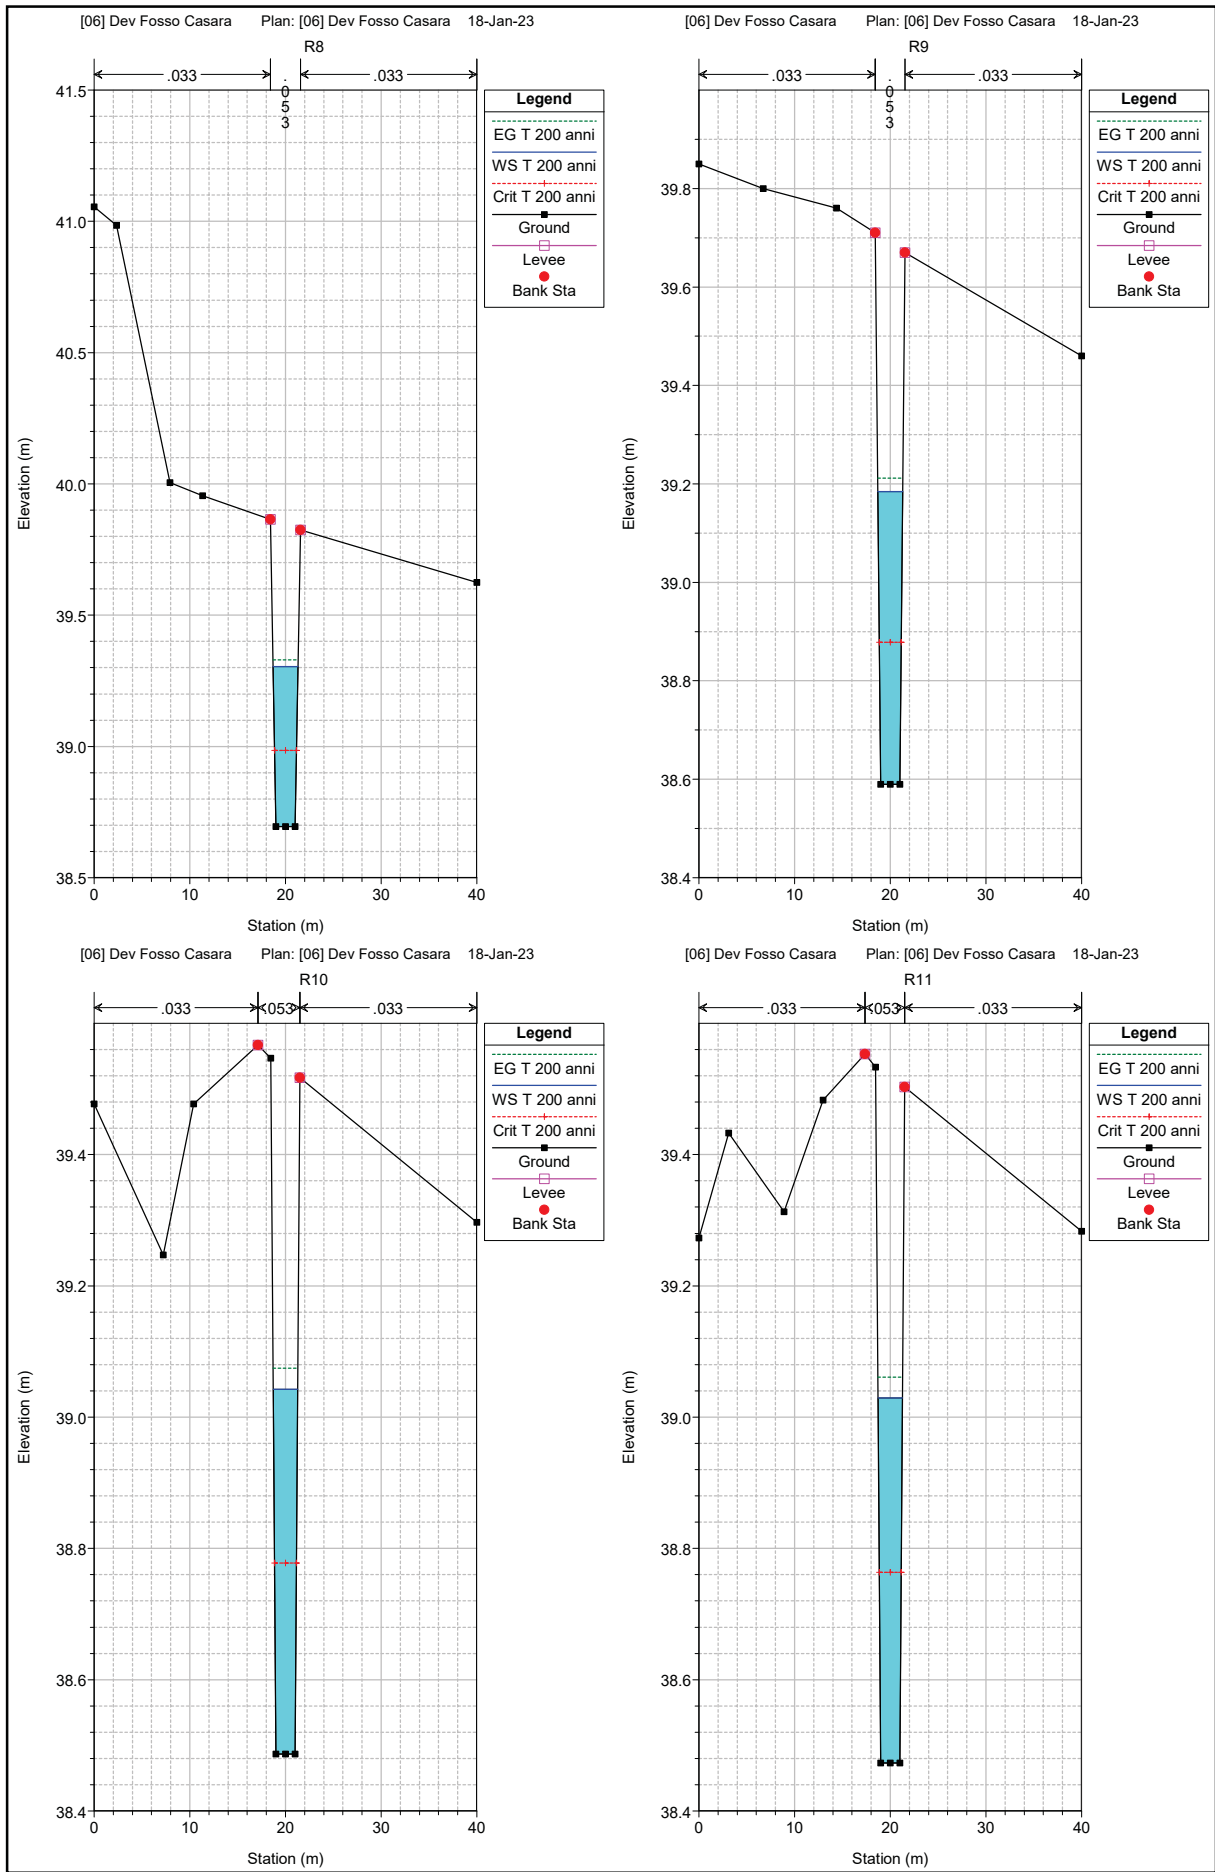 [06] Dev Fosso Casara Plan: [06] Dev Fosso Casara 18-Jan-23
R8
.033
.053
.033
41.5
41.0
40.5
40.0
39.5
39.0
38.5
Elevation (m)
0
10
20
30
40
Station (m)
Legend
EG T 200 anni
WS T 200 anni
Crit T 200 anni
Ground
Levee
Bank Sta
[06] Dev Fosso Casara Plan: [06] Dev Fosso Casara 18-Jan-23
R9
.033
.053
.033
39.8
39.6
39.4
39.2
39.0
38.8
38.6
38.4
Elevation (m)
0
10
20
30
40
Station (m)
Legend
EG T 200 anni
WS T 200 anni
Crit T 200 anni
Ground
Levee
Bank Sta
[06] Dev Fosso Casara Plan: [06] Dev Fosso Casara 18-Jan-23
R10
.033
.053
.033
39.4
39.2
39.0
38.8
38.6
38.4
Elevation (m)
0
10
20
30
40
Station (m)
Legend
EG T 200 anni
WS T 200 anni
Crit T 200 anni
Ground
Levee
Bank Sta
[06] Dev Fosso Casara Plan: [06] Dev Fosso Casara 18-Jan-23
R11
.033
.053
.033
39.4
39.2
39.0
38.8
38.6
38.4
Elevation (m)
0
10
20
30
40
Station (m)
Legend
EG T 200 anni
WS T 200 anni
Crit T 200 anni
Ground
Levee
Bank Sta